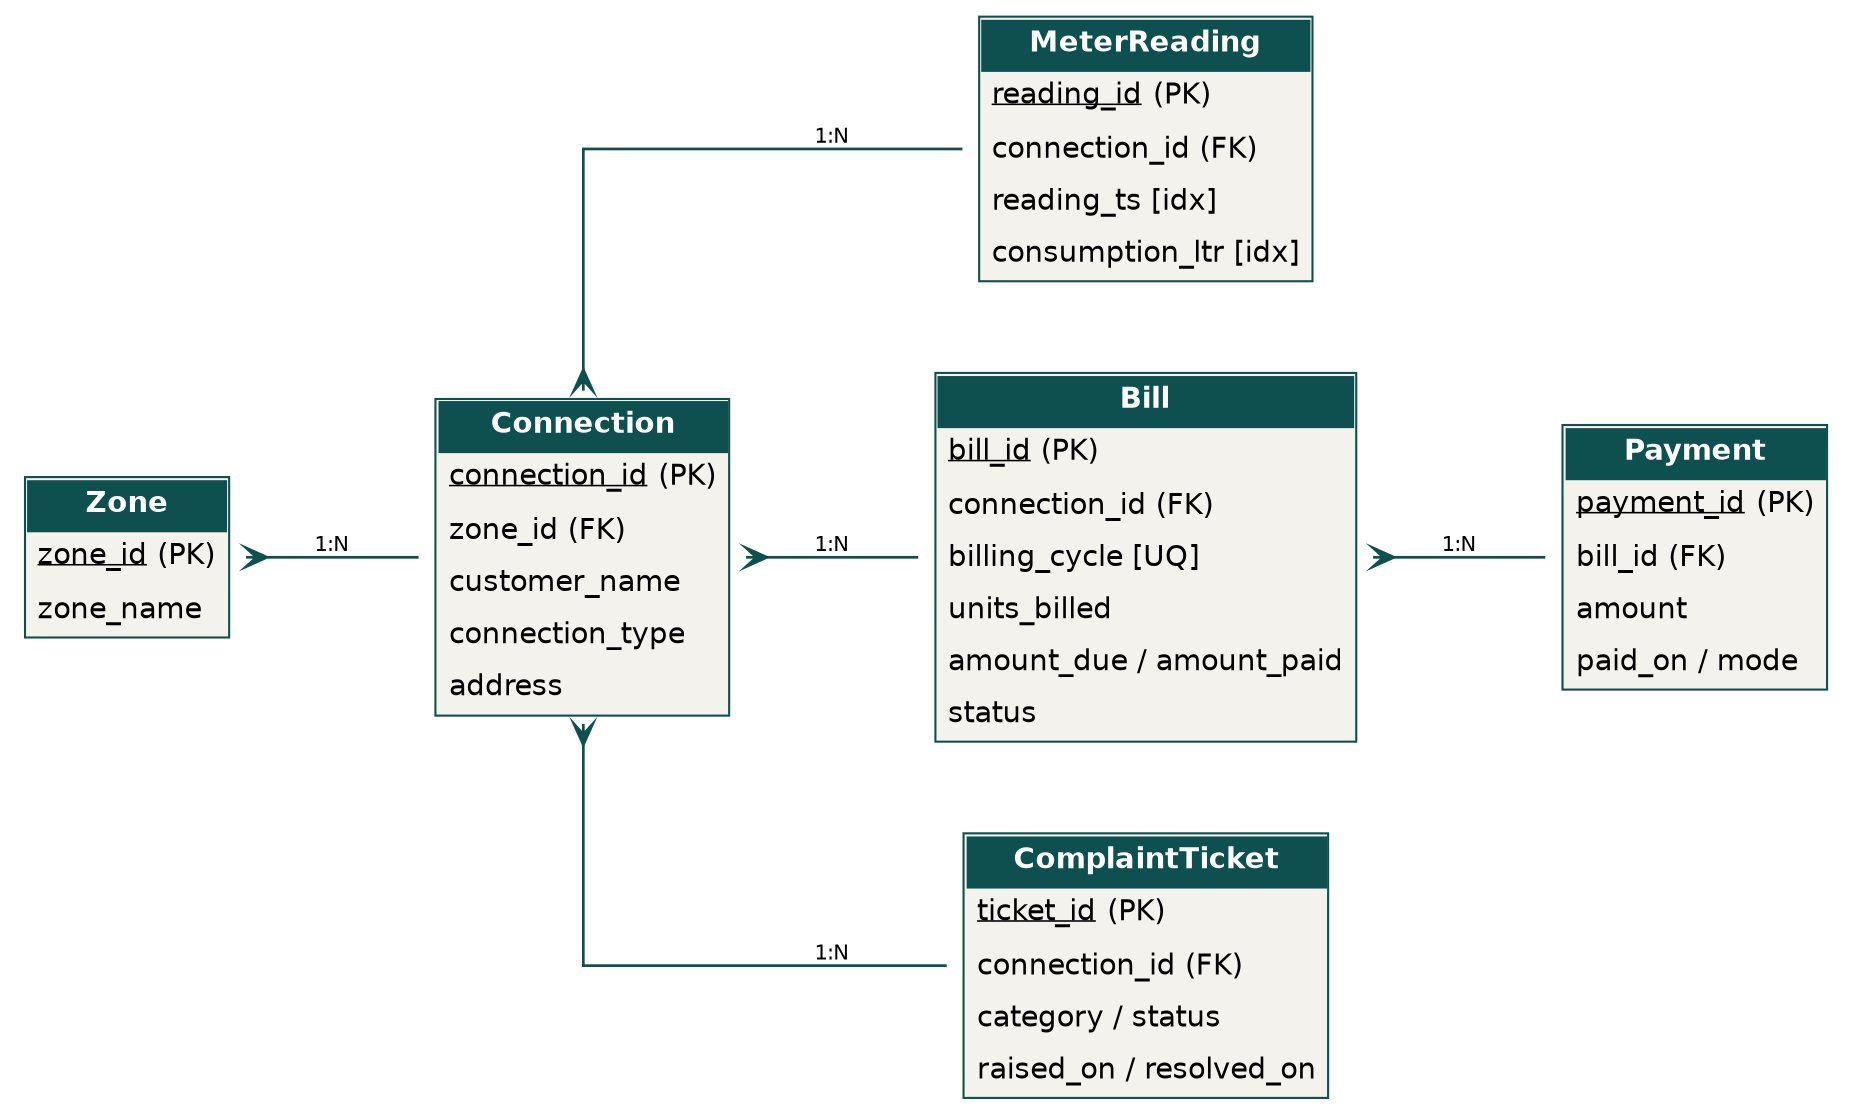 MeterReading
reading_id (PK)
connection_id (FK)
reading_ts [idx]
consumption_ltr [idx]
1:N
Zone
zone_id (PK)
zone_name
1:N
Connection
connection_id (PK)
zone_id (FK)
customer_name
connection_type
address
1:N
Bill
bill_id (PK)
connection_id (FK)
billing_cycle [UQ]
units_billed
amount_due / amount_paid
status
1:N
Payment
payment_id (PK)
bill_id (FK)
amount
paid_on / mode
1:N
ComplaintTicket
ticket_id (PK)
connection_id (FK)
category / status
raised_on / resolved_on